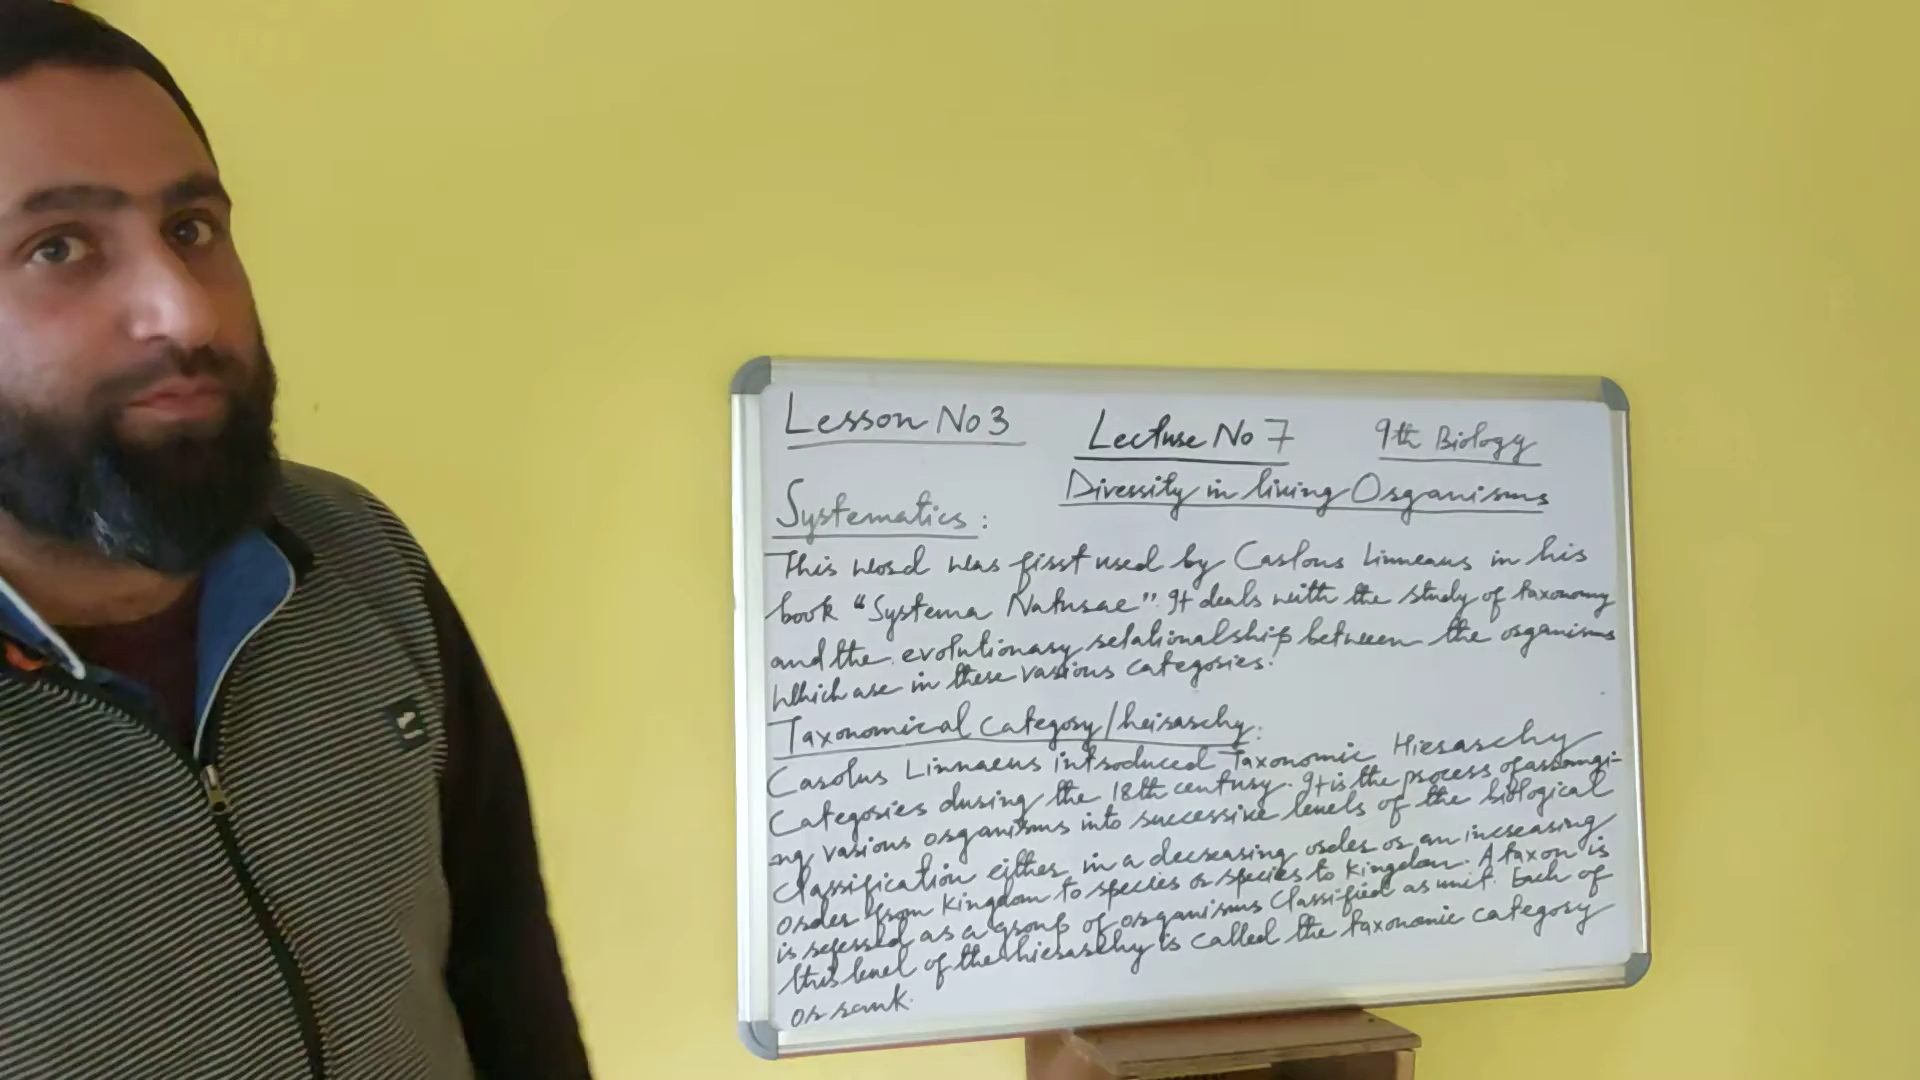 Lesson No 3
Lecture No 7
9th Biology
Diversity in living Organisms
Systematics:
This word was first used by Carlous Linneaus in his
book "Systema Naturae". It deals with the study of taxonomy
and the evolutionary relationalship between the organisms
which are in these various categories.
Taxonomical category/heirarchy:
Carolus Linnaeus introduced Taxonomic Hierarchy
Categories during the 18th century. It is the process of arrangi-
ng various organisms into successive levels of the biological
Classification either in a decreasing order or an increasing
order from kingdom to species or species to kingdom. A taxon is
is referred as a group of organisms classified as unit. Each of
this level of the hierarchy is called the taxonomic category
or rank.